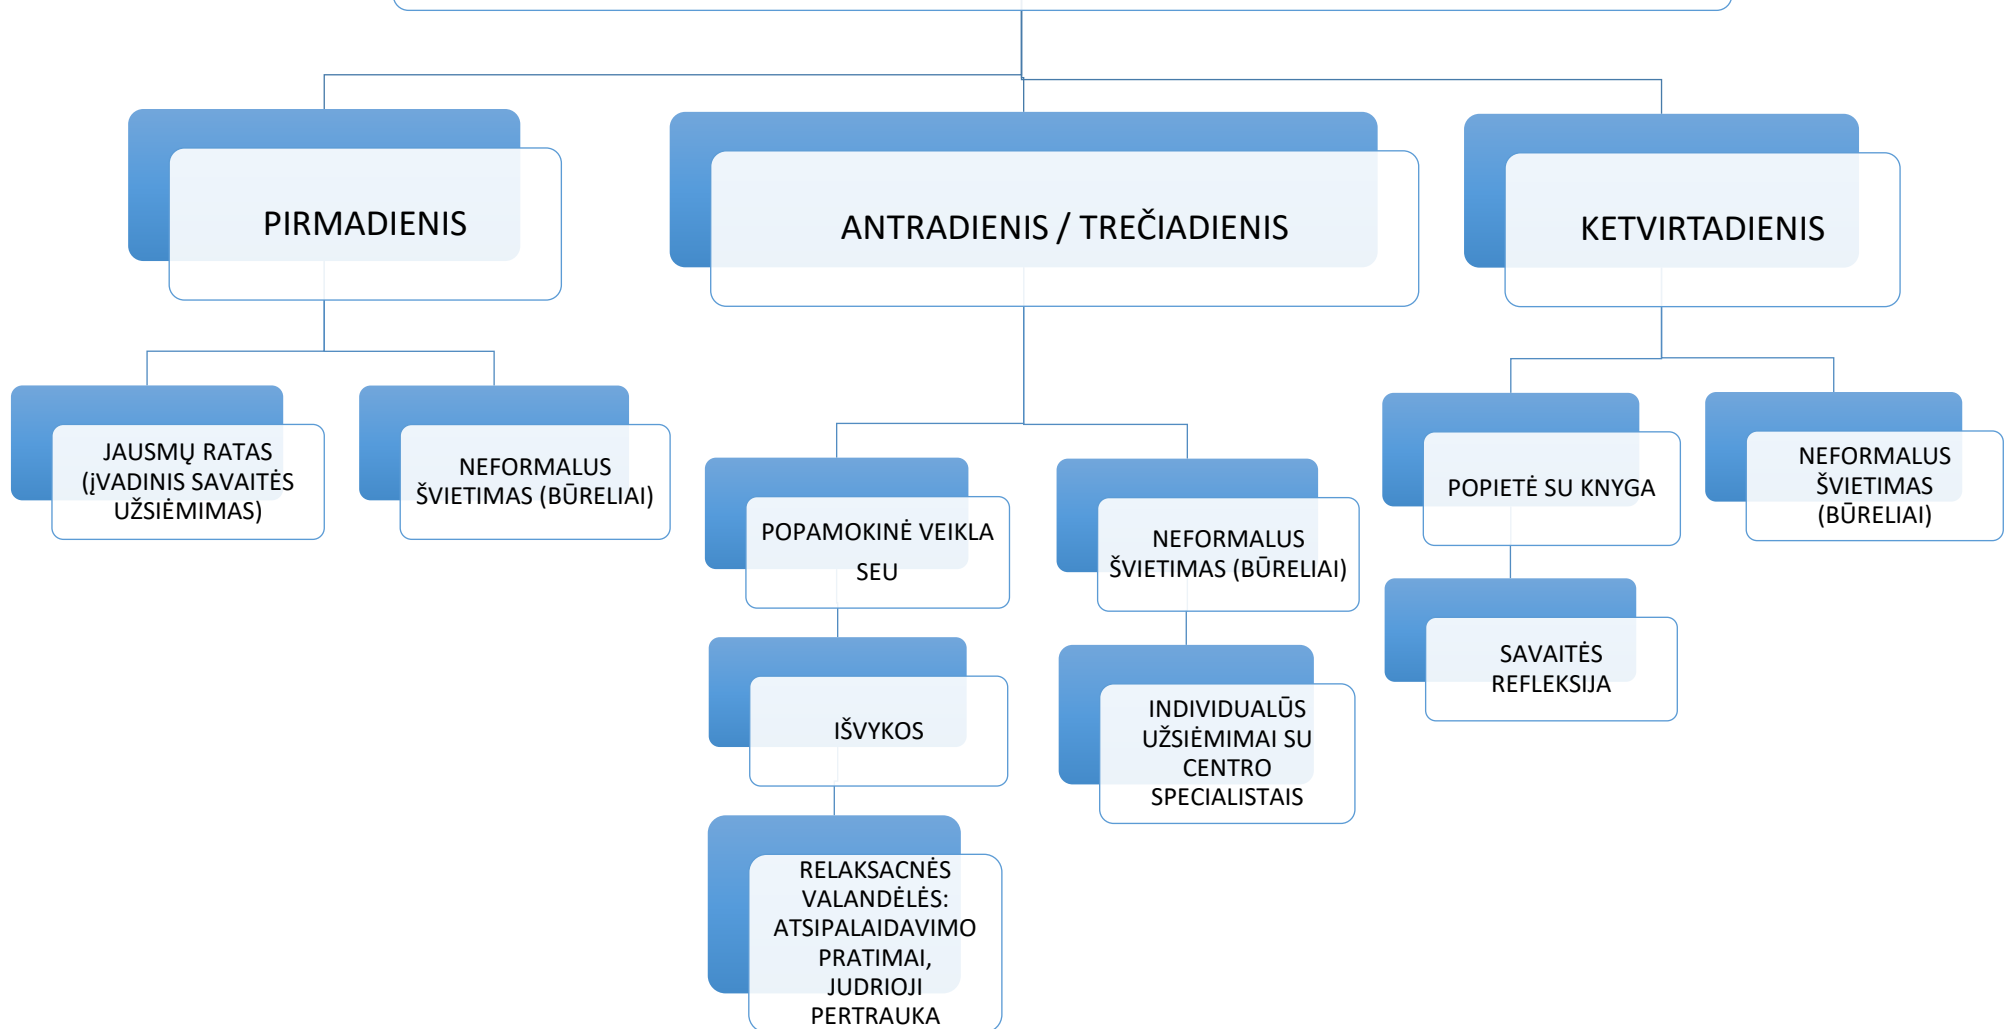 PIRMADIENIS
ANTRADIENIS / TREČIADIENIS
KETVIRTADIENIS
JAUSMŲ RATAS
(įVADINIS SAVAITĖS
UŽSIĖMIMAS)
NEFORMALUS
ŠVIETIMAS (BŪRELIAI)
POPAMOKINĖ VEIKLA
SEU
IŠVYKOS
RELAKSACNĖS
VALANDĖLĖS:
ATSIPALAIDAVIMO
PRATIMAI,
JUDRIOJI
PERTRAUKA
NEFORMALUS
ŠVIETIMAS (BŪRELIAI)
INDIVIDUALŪS
UŽSIĖMIMAI SU
CENTRO
SPECIALISTAIS
POPIETĖ SU KNYGA
SAVAITĖS
REFLEKSIJA
NEFORMALUS
ŠVIETIMAS
(BŪRELIAI)